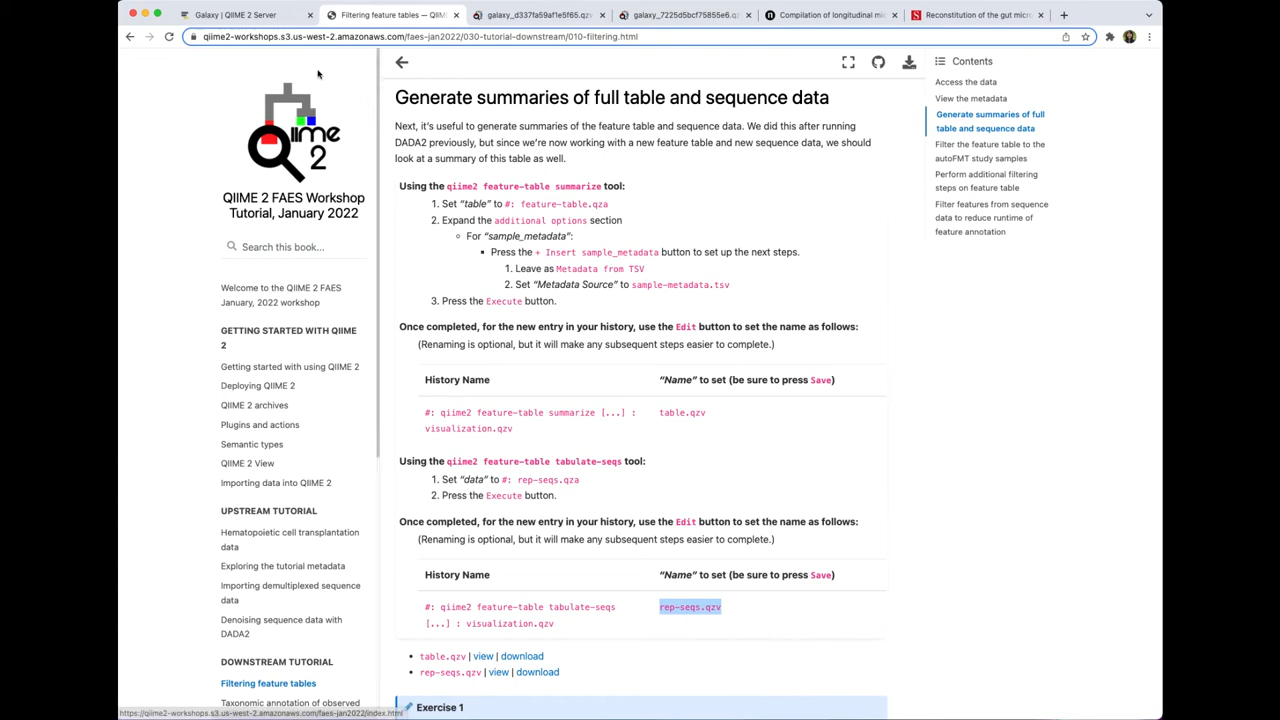 Galaxy | QIIME 2 Server
Filtering feature tables — QIIM
galaxy_d337fa59af1e5f65.qzv
galaxy_7225d5bcf75855e6.qz
Compilation of longitudinal mi
Reconstitution of the gut micr
qiime2-workshops.s3.us-west-2.amazonaws.com/faes-jan2022/030-tutorial-downstream/010-filtering.html
Qiime 2
QIIME 2 FAES Workshop
Tutorial, January 2022
Search this book...
Welcome to the QIIME 2 FAES
January, 2022 workshop
GETTING STARTED WITH QIIME
2
Getting started with using QIIME 2
Deploying QIIME 2
QIIME 2 archives
Plugins and actions
Semantic types
QIIME 2 View
Importing data into QIIME 2
UPSTREAM TUTORIAL
Hematopoietic cell transplantation
data
Exploring the tutorial metadata
Importing demultiplexed sequence
data
Denoising sequence data with
DADA2
DOWNSTREAM TUTORIAL
Filtering feature tables
Taxonomic annotation of observed
https://qiime2-workshops.s3.us-west-2.amazonaws.com/faes-jan2022/index.html
Generate summaries of full table and sequence data
Next, it's useful to generate summaries of the feature table and sequence data. We did this after running
DADA2 previously, but since we're now working with a new feature table and new sequence data, we should
look at a summary of this table as well.
Using the qiime2 feature-table summarize tool:
1. Set "table" to #: feature-table.qza
2. Expand the additional options section
◦ For "sample_metadata":
▪ Press the + Insert sample_metadata button to set up the next steps.
1. Leave as Metadata from TSV
2. Set "Metadata Source" to sample-metadata.tsv
3. Press the Execute button.
Once completed, for the new entry in your history, use the Edit button to set the name as follows:
(Renaming is optional, but it will make any subsequent steps easier to complete.)
History Name "Name" to set (be sure to press Save)
#: qiime2 feature-table summarize [...] : table.qzv
visualization.qzv
Using the qiime2 feature-table tabulate-seqs tool:
1. Set "data" to #: rep-seqs.qza
2. Press the Execute button.
Once completed, for the new entry in your history, use the Edit button to set the name as follows:
(Renaming is optional, but it will make any subsequent steps easier to complete.)
History Name "Name" to set (be sure to press Save)
#: qiime2 feature-table tabulate-seqs rep-seqs.qzv
[...] : visualization.qzv
• table.qzv | view | download
• rep-seqs.qzv | view | download
Exercise 1
Contents
Access the data
View the metadata
Generate summaries of full
table and sequence data
Filter the feature table to the
autoFMT study samples
Perform additional filtering
steps on feature table
Filter features from sequence
data to reduce runtime of
feature annotation